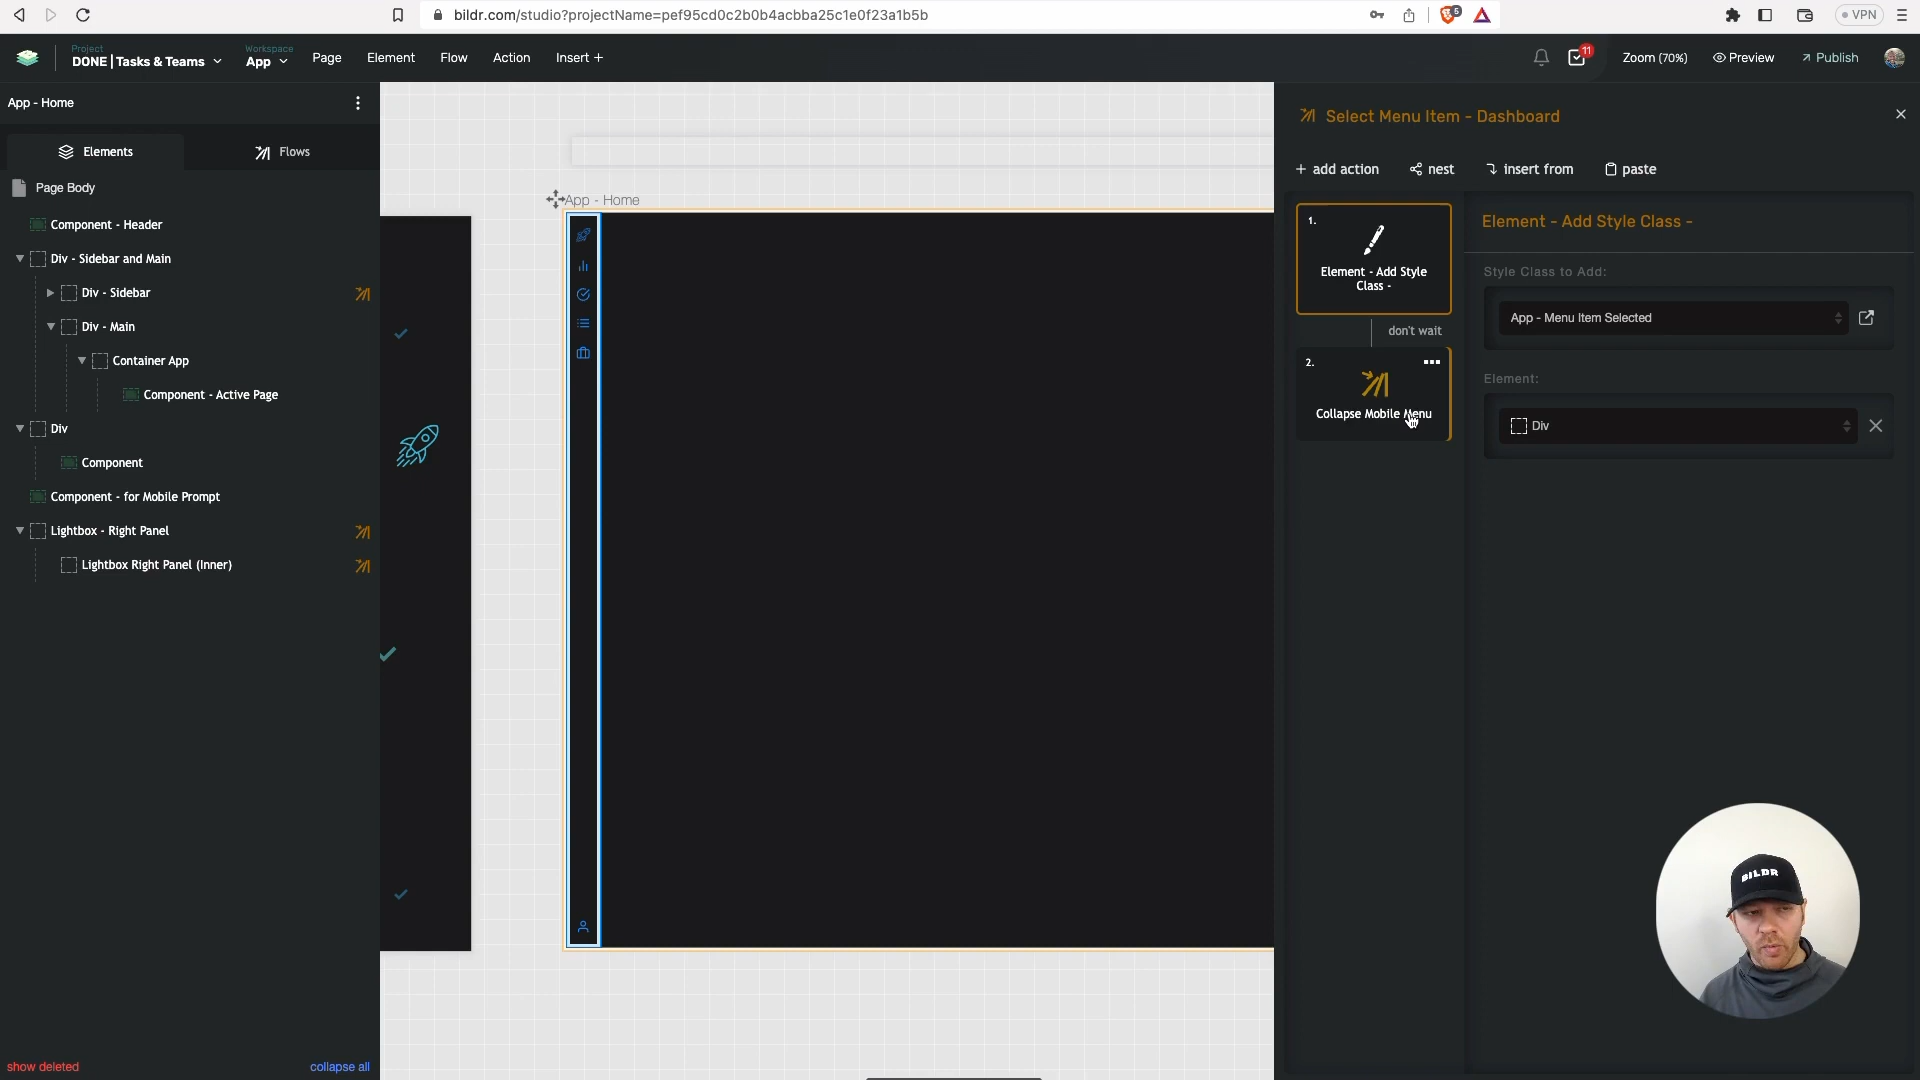 bildr.com/studio?projectName=pef95cd0c2b0b4acbba25c1e0f23a1b5b
5
VPN
Project
DONE | Tasks & Teams
Workspace
App
Page
Element
Flow
Action
Insert +
11
Zoom (70%)
Preview
Publish
App - Home
Elements
Flows
Page Body
Component - Header
Div - Sidebar and Main
Div - Sidebar
Div - Main
Container App
Component - Active Page
Div
Component
Component - for Mobile Prompt
Lightbox - Right Panel
Lightbox Right Panel (Inner)
show deleted
collapse all
App - Home
Select Menu Item - Dashboard
+ add action
nest
insert from
paste
1.
Element - Add Style
Class -
don't wait
2.
Collapse Mobile Menu
Element - Add Style Class -
Style Class to Add:
App - Menu Item Selected
Element:
Div
BILDR